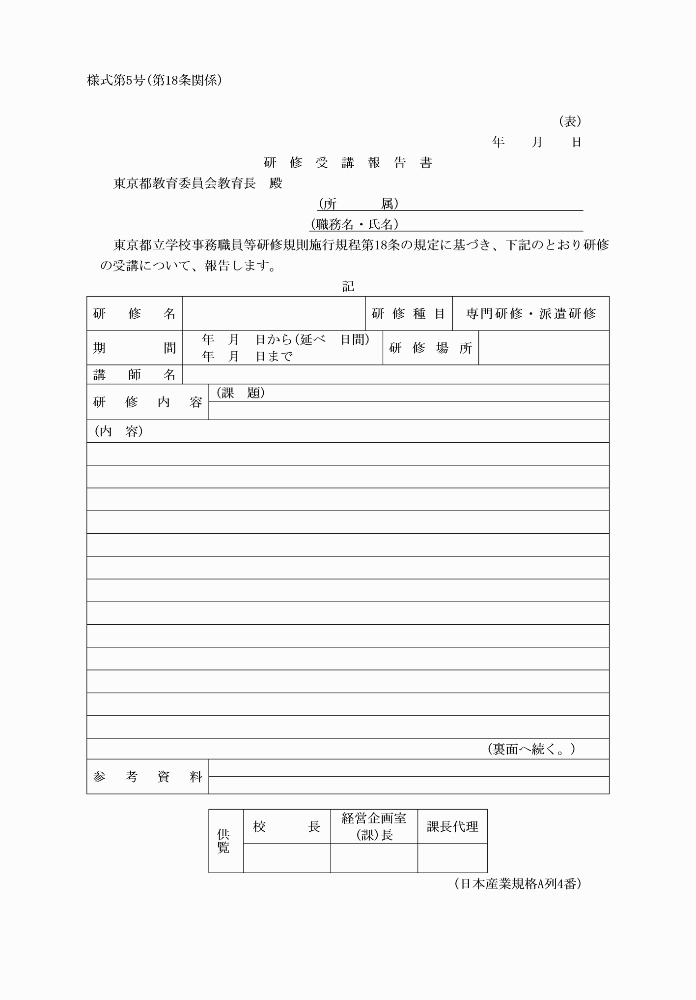 様式第5号(第18条関係)
(表)
年　　月　　日
研　修　受　講　報　告　書
東京都教育委員会教育長　殿
(所　　　属)
(職務名・氏名)
東京都立学校事務職員等研修規則施行規程第18条の規定に基づき、下記のとおり研修
の受講について、報告します。
記
研　修　名　研修種目　専門研修・派遣研修
期　　間　年　月　日から(延べ　日間)　研修場所
年　月　日まで
講　師　名
研　修　内　容　(課　題)
(内　容)
(裏面へ続く。)
参　考　資　料
供覧　校　　長　経営企画室　課長代理
(課)長
(日本産業規格A列4番)